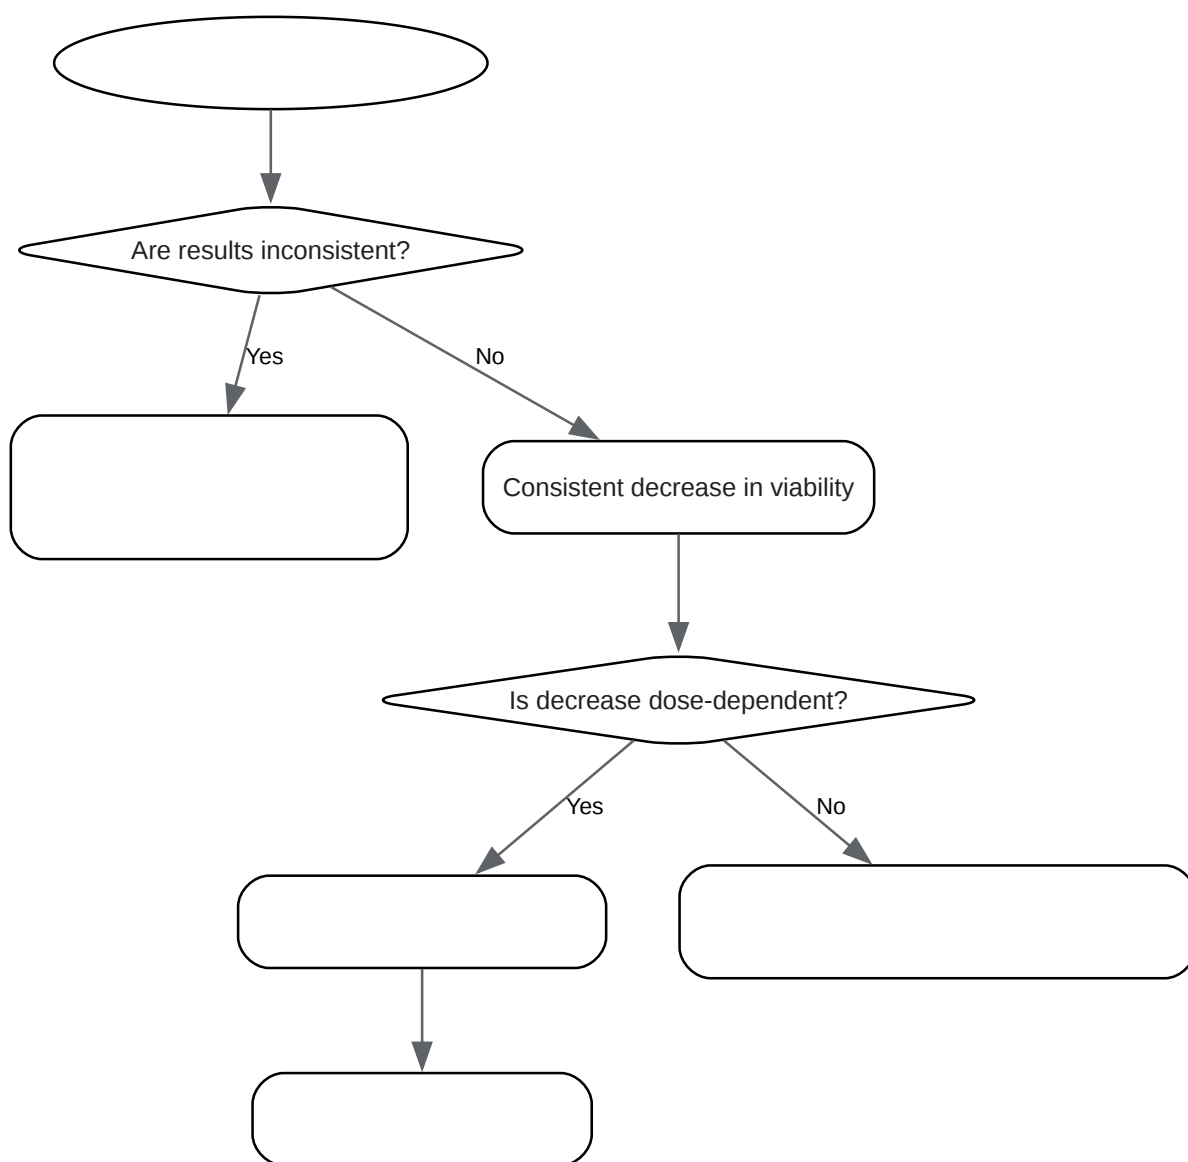 Are results inconsistent?
Yes
No
Consistent decrease in viability
Is decrease dose-dependent?
Yes
No